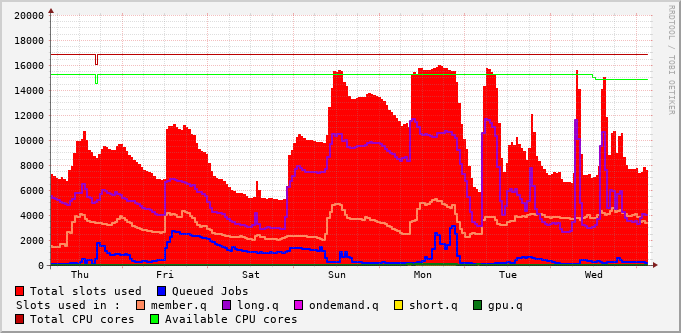 20000
18000
16000
14000
12000
10000
8000
6000
4000
2000
0
Thu Fri Sat Sun Mon Tue Wed
Total slots used Queued Jobs
Slots used in : member.q long.q ondemand.q short.q gpu.q
Total CPU cores Available CPU cores
RRDTOOL / TOBI OETIKER